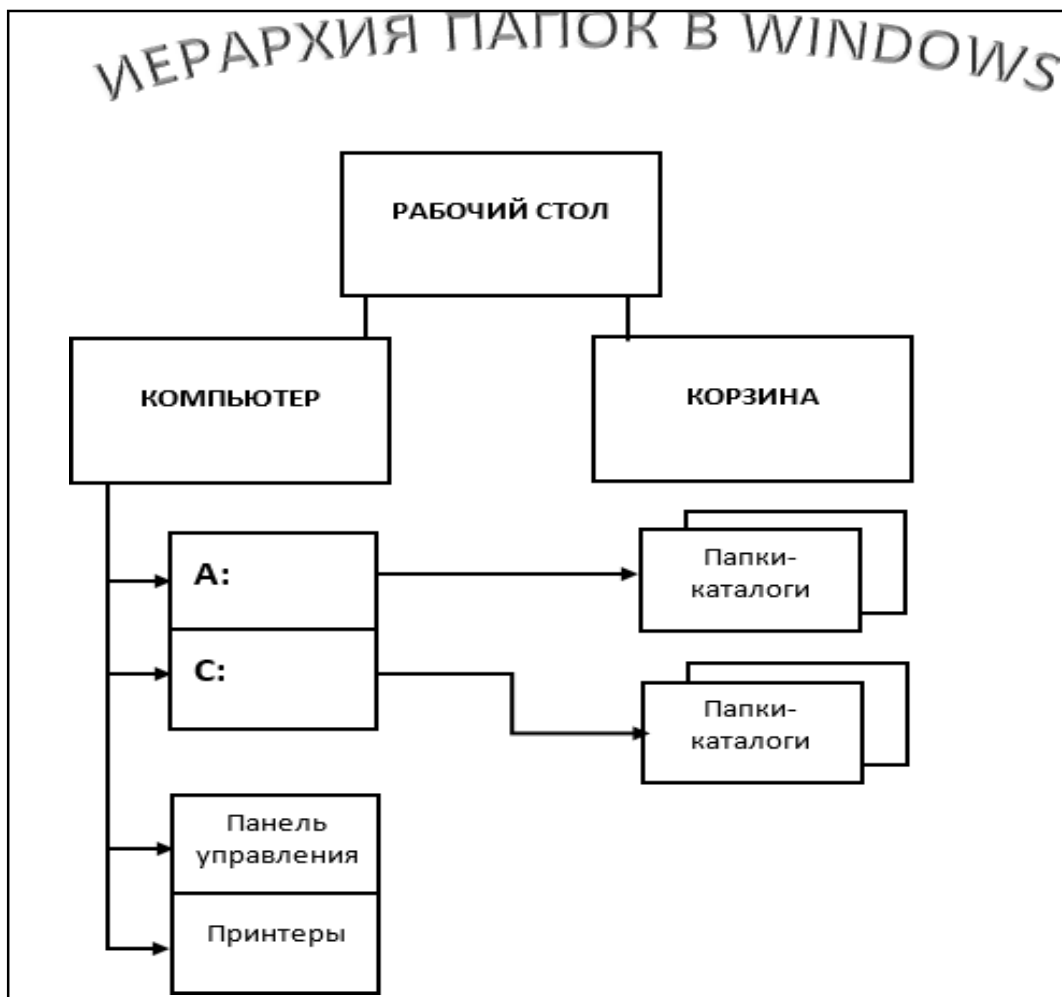 ИЕРАРХИЯ ПАПОК В WINDOWS
РАБОЧИЙ СТОЛ
КОМПЬЮТЕР
КОРЗИНА
А:
Папки-
каталоги
С:
Папки-
каталоги
Панель
управления
Принтеры